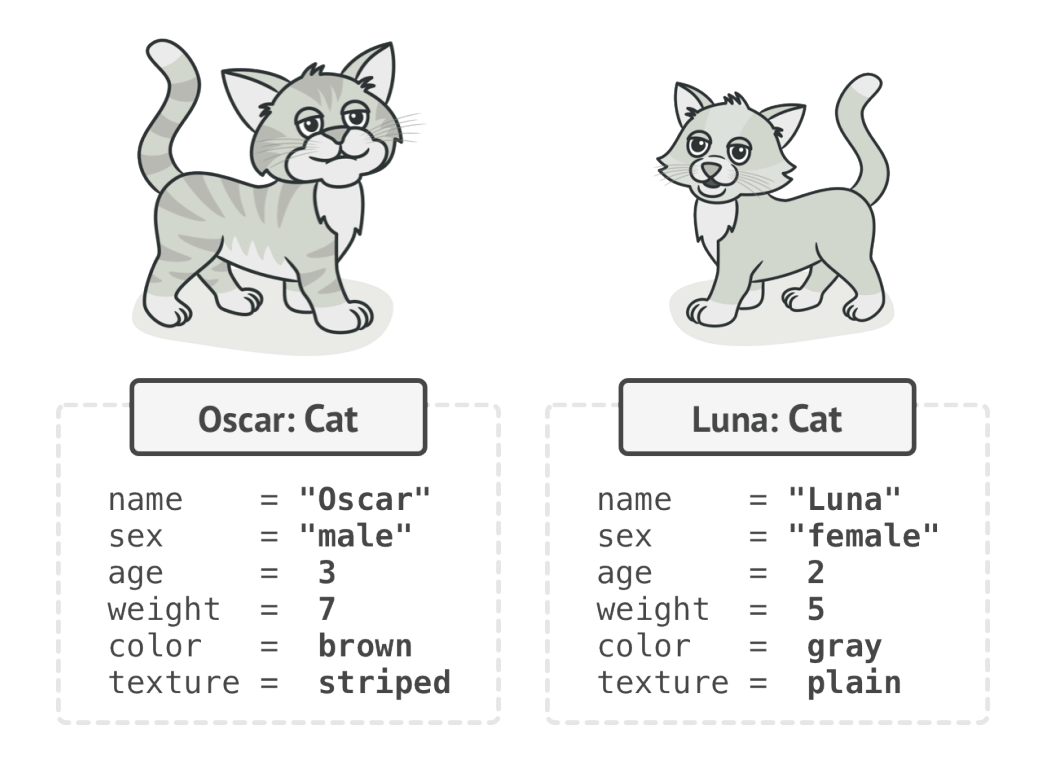 Oscar: Cat
name = "Oscar"
sex = "male"
age = 3
weight = 7
color = brown
texture = striped
Luna: Cat
name = "Luna"
sex = "female"
age = 2
weight = 5
color = gray
texture = plain